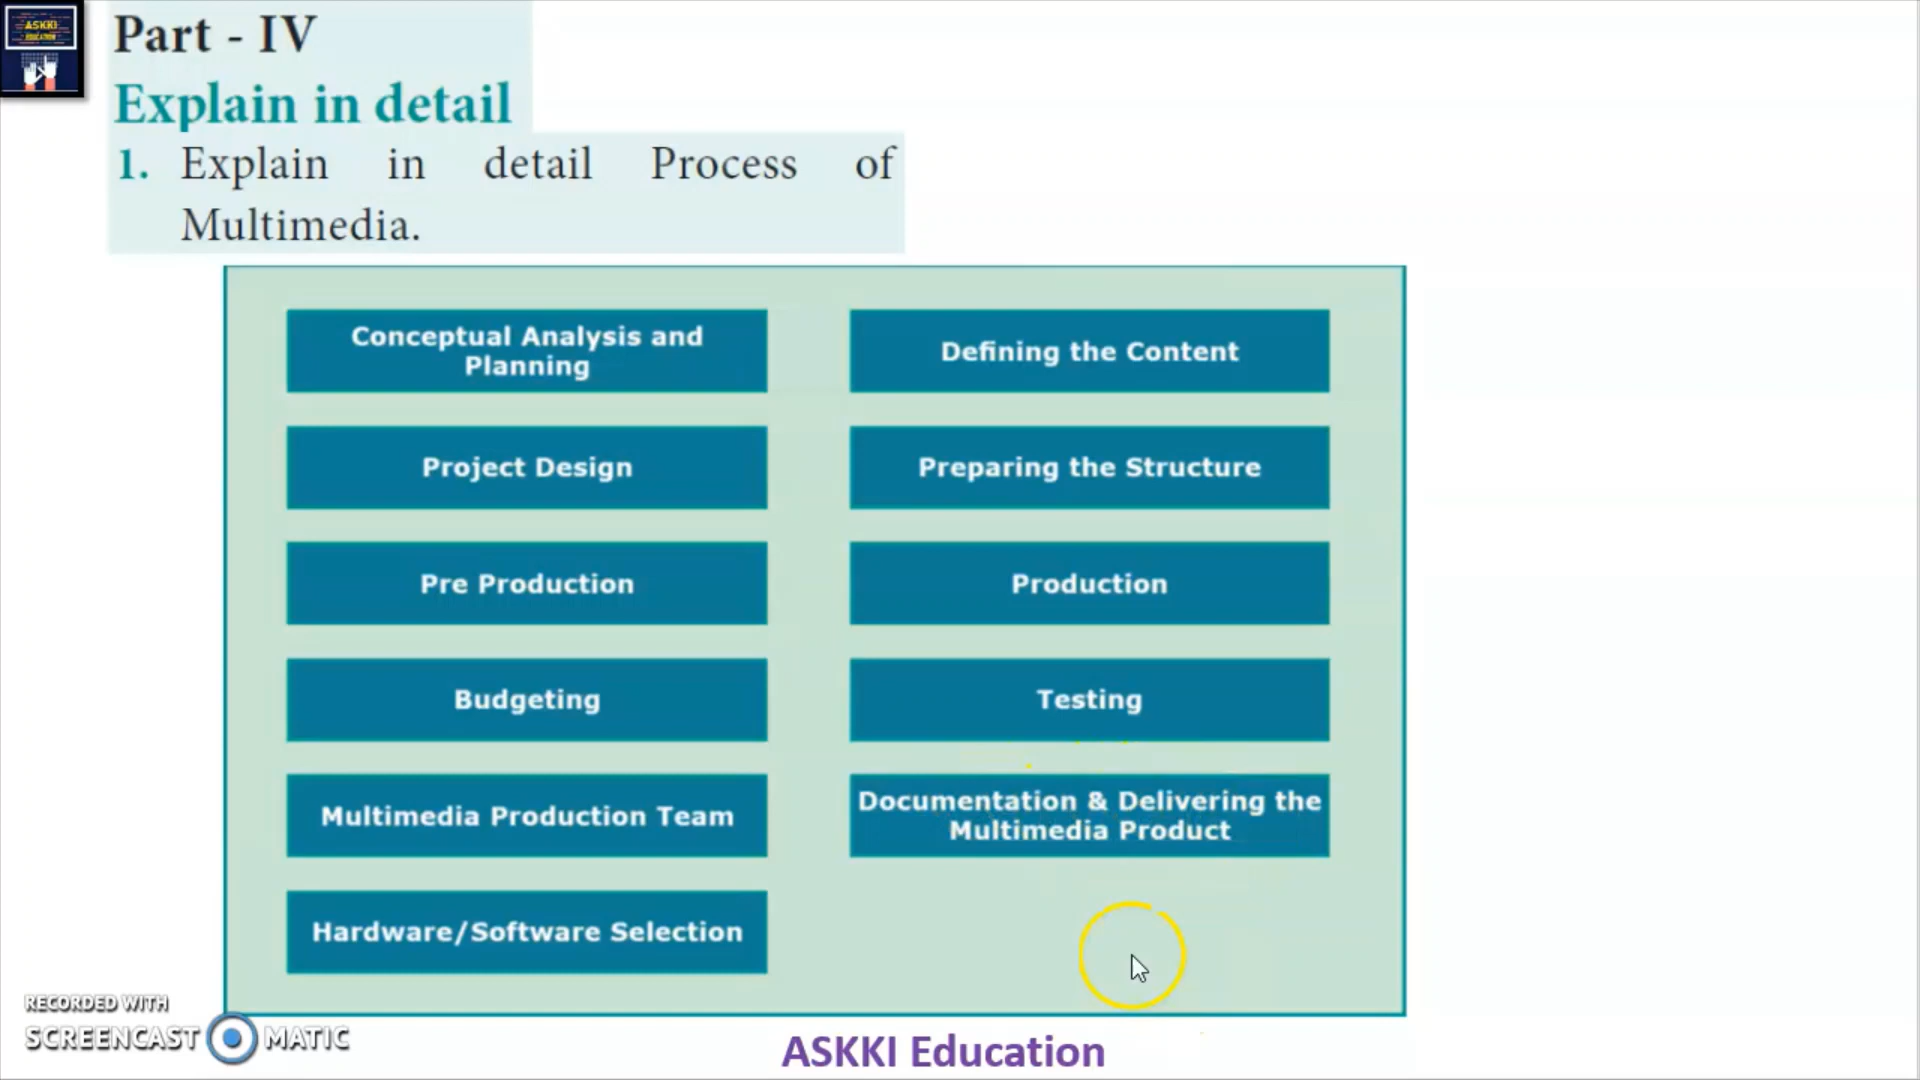 ASKKI
EDUCATION
Part - IV
Explain in detail
1. Explain in detail Process of
Multimedia.
Conceptual Analysis and
Planning
Project Design
Pre Production
Budgeting
Multimedia Production Team
Hardware/Software Selection
Defining the Content
Preparing the Structure
Production
Testing
Documentation & Delivering the
Multimedia Product
RECORDED WITH
SCREENCAST MATIC
ASKKI Education